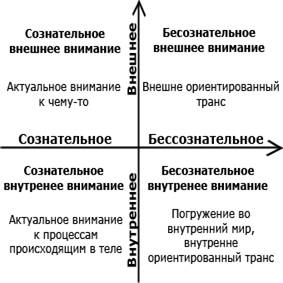 Сознательное
внешнее внимание
Актуальное внимание
к чему-то
Внешнее
Бесознательное
внешнее внимание
Внешне ориентированный
транс
Сознательное
Бессознательное
Сознательное
внутренее внимание
Актуальное внимание
к процессам
происходящим в теле
Внутреннее
Бесознательное
внутренее внимание
Погружение во
внутренний мир,
внутренне
ориентированный транс